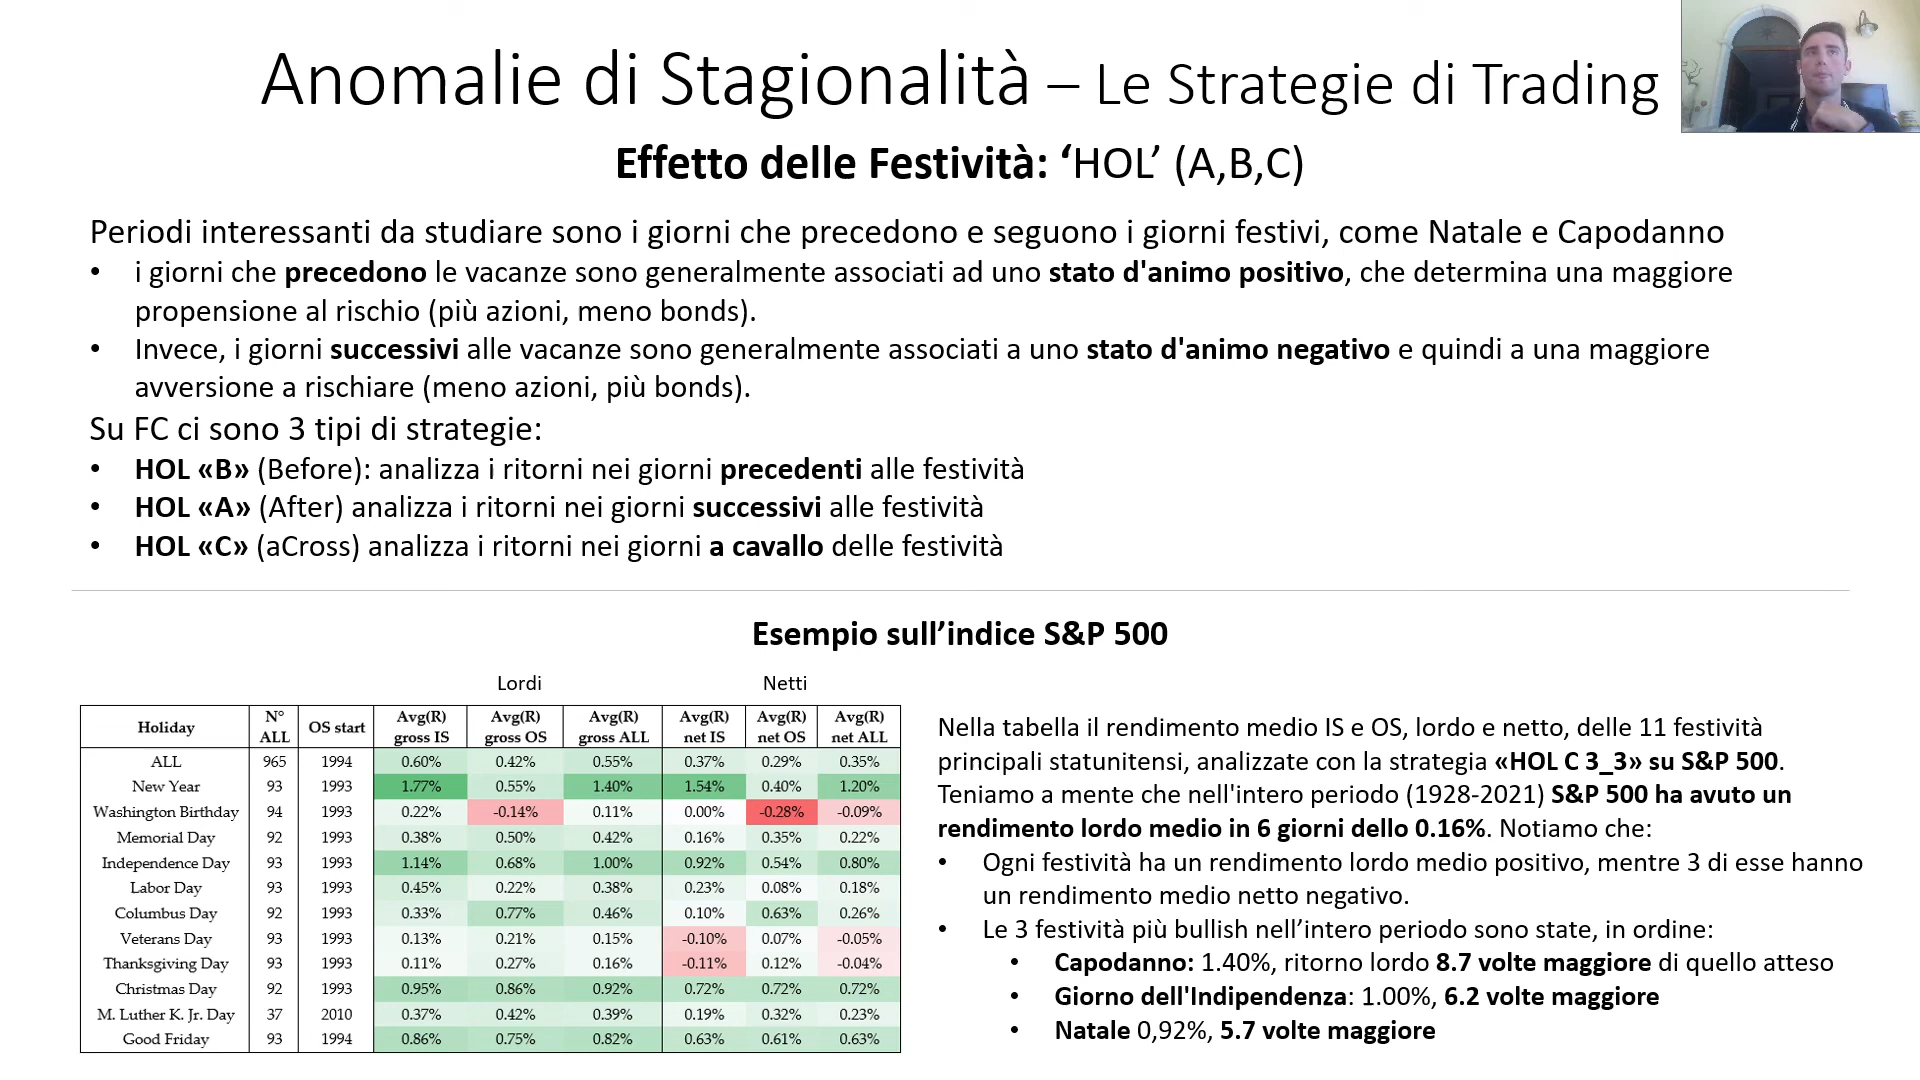 Anomalie di Stagionalità – Le Strategie di Trading
Effetto delle Festività: ‘HOL’ (A,B,C)
Periodi interessanti da studiare sono i giorni che precedono e seguono i giorni festivi, come Natale e Capodanno
• i giorni che precedono le vacanze sono generalmente associati ad uno stato d'animo positivo, che determina una maggiore
propensione al rischio (più azioni, meno bonds).
• Invece, i giorni successivi alle vacanze sono generalmente associati a uno stato d'animo negativo e quindi a una maggiore
avversione a rischiare (meno azioni, più bonds).
Su FC ci sono 3 tipi di strategie:
• HOL «B» (Before): analizza i ritorni nei giorni precedenti alle festività
• HOL «A» (After) analizza i ritorni nei giorni successivi alle festività
• HOL «C» (aCross) analizza i ritorni nei giorni a cavallo delle festività
Esempio sull’indice S&P 500
Lordi Netti
Holiday N° ALL OS start Avg(R) gross IS Avg(R) gross OS Avg(R) gross ALL Avg(R) net IS Avg(R) net OS Avg(R) net ALL
ALL 965 1994 0.60% 0.42% 0.55% 0.37% 0.29% 0.35%
New Year 93 1993 1.77% 0.55% 1.40% 1.54% 0.40% 1.20%
Washington Birthday 94 1993 0.22% -0.14% 0.11% 0.00% -0.28% -0.09%
Memorial Day 92 1993 0.38% 0.50% 0.42% 0.16% 0.35% 0.22%
Independence Day 93 1993 1.14% 0.68% 1.00% 0.92% 0.54% 0.80%
Labor Day 93 1993 0.45% 0.22% 0.38% 0.23% 0.08% 0.18%
Columbus Day 92 1993 0.33% 0.77% 0.46% 0.10% 0.63% 0.26%
Veterans Day 93 1993 0.13% 0.21% 0.15% -0.10% 0.07% -0.05%
Thanksgiving Day 93 1993 0.11% 0.27% 0.16% -0.11% 0.12% -0.04%
Christmas Day 92 1993 0.95% 0.86% 0.92% 0.72% 0.72% 0.72%
M. Luther K. Jr. Day 37 2010 0.37% 0.42% 0.39% 0.19% 0.32% 0.23%
Good Friday 93 1994 0.86% 0.75% 0.82% 0.63% 0.61% 0.63%
Nella tabella il rendimento medio IS e OS, lordo e netto, delle 11 festività
principali statunitensi, analizzate con la strategia «HOL C 3_3» su S&P 500.
Teniamo a mente che nell'intero periodo (1928-2021) S&P 500 ha avuto un
rendimento lordo medio in 6 giorni dello 0.16%. Notiamo che:
• Ogni festività ha un rendimento lordo medio positivo, mentre 3 di esse hanno
un rendimento medio netto negativo.
• Le 3 festività più bullish nell’intero periodo sono state, in ordine:
• Capodanno: 1.40%, ritorno lordo 8.7 volte maggiore di quello atteso
• Giorno dell'Indipendenza: 1.00%, 6.2 volte maggiore
• Natale 0,92%, 5.7 volte maggiore